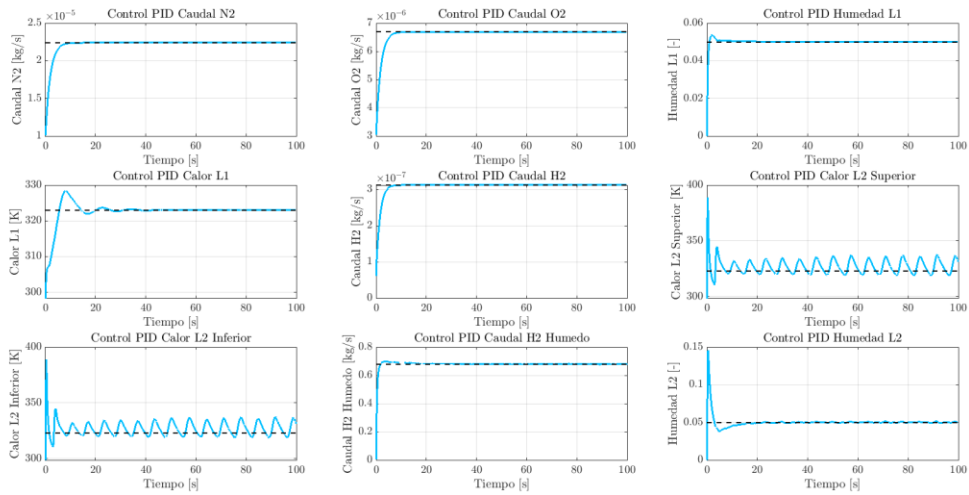 Control PID Caudal N2
Caudal N2 [kg/s]
×10⁻⁵
2.5
2
1.5
1
0 20 40 60 80 100
Tiempo [s]
Control PID Caudal O2
Caudal O2 [kg/s]
×10⁻⁶
6
5
4
3
0 20 40 60 80 100
Tiempo [s]
Control PID Humedad L1
Humedad L1 [-]
0.06
0.04
0.02
0
0 20 40 60 80 100
Tiempo [s]
Control PID Calor L1
Calor L1 [K]
330
320
310
300
0 20 40 60 80 100
Tiempo [s]
Control PID Caudal H2
Caudal H2 [kg/s]
×10⁻⁷
3
2
1
0
0 20 40 60 80 100
Tiempo [s]
Control PID Calor L2 Superior
Calor L2 Superior [K]
400
350
300
0 20 40 60 80 100
Tiempo [s]
Control PID Calor L2 Inferior
Calor L2 Inferior [K]
400
350
300
0 20 40 60 80 100
Tiempo [s]
Control PID Caudal H2 Humedo
Caudal H2 Humedo [kg/s]
0.8
0.6
0.4
0.2
0
0 20 40 60 80 100
Tiempo [s]
Control PID Humedad L2
Humedad L2 [-]
0.15
0.1
0.05
0
0 20 40 60 80 100
Tiempo [s]